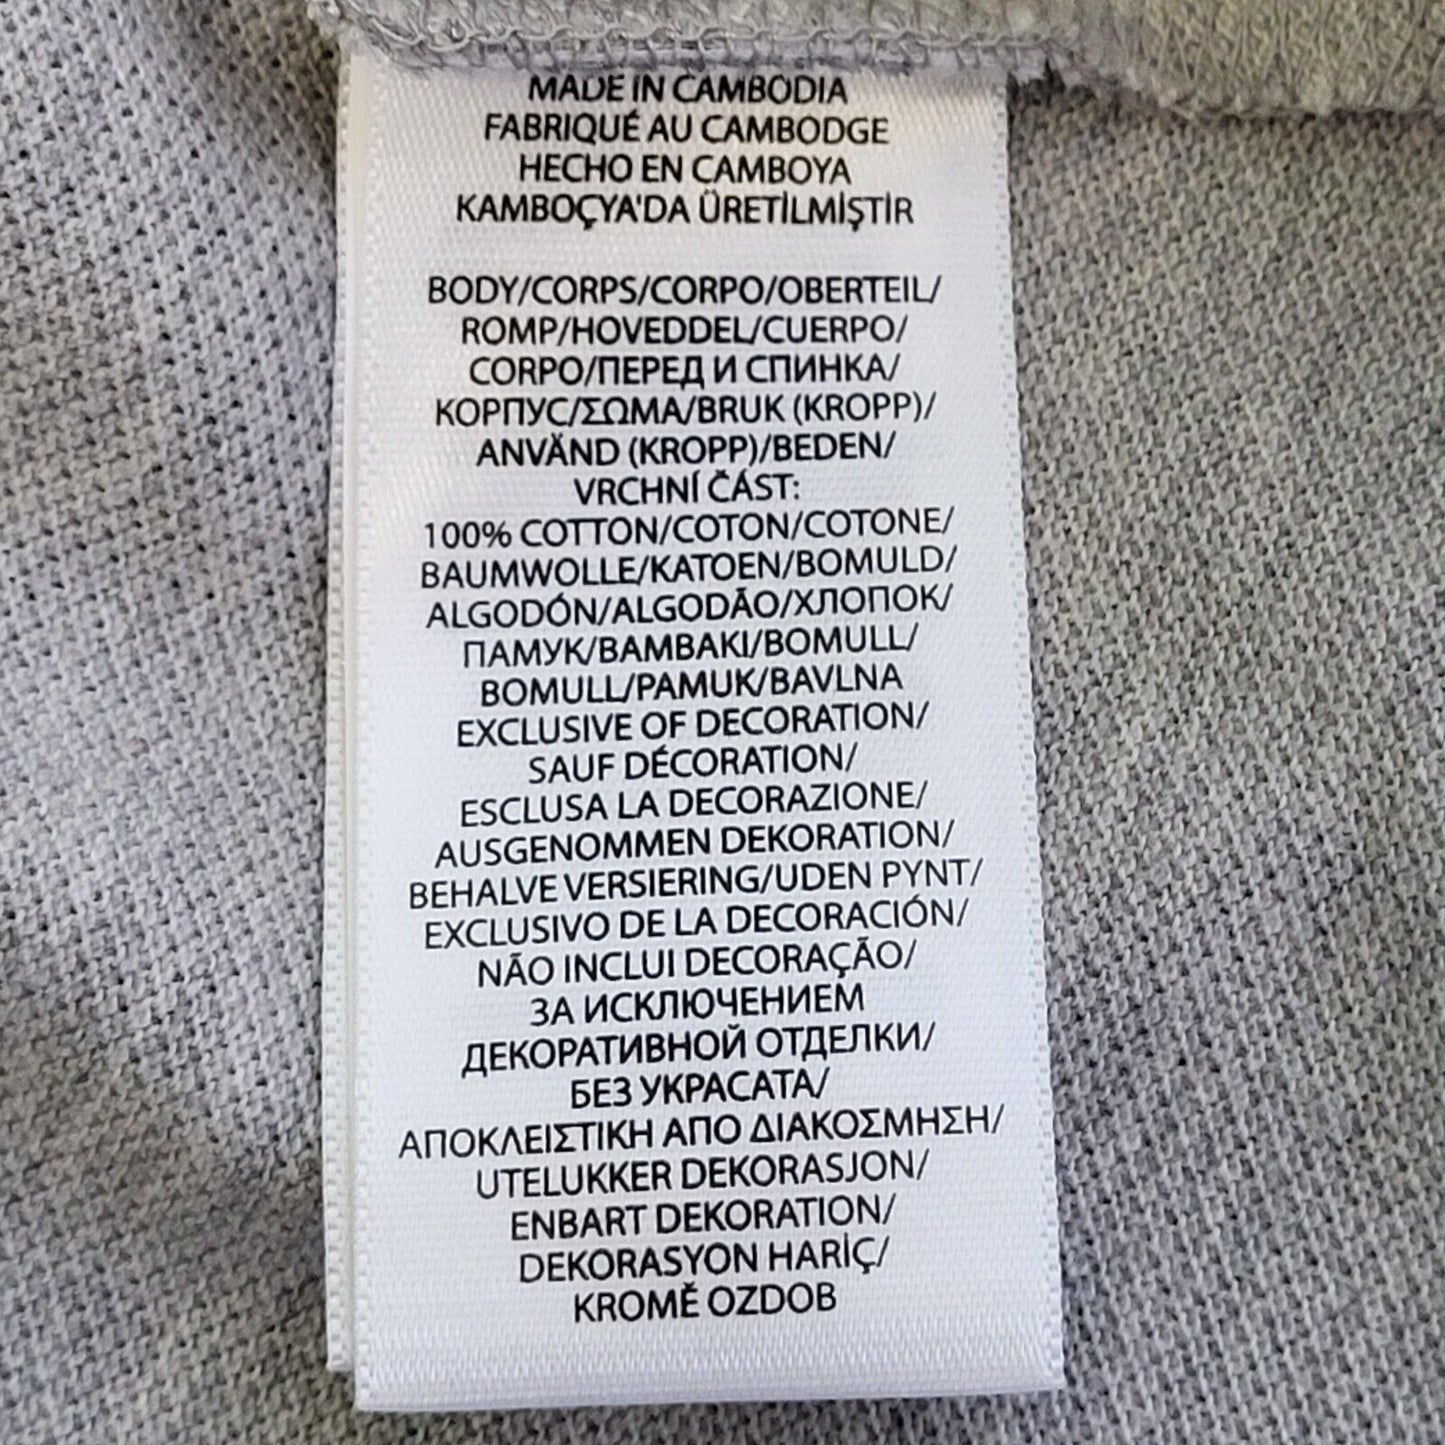 MADE IN CAMBODIA
FABRIQUÉ AU CAMBODGE
HECHO EN CAMBOYA
KAMBOÇYA'DA ÜRETİLMİŞTİR
BODY/CORPS/CORPO/OBERTEIL/
ROMP/HOVEDDEL/CUERPO/
CORPO/ПЕРЕД И СПИНКА/
КОРПУС/ΣΩΜΑ/BRUK (KROPP)/
ANVÄND (KROPP)/BEDEN/
VRCHNÍ ČÁST:
100% COTTON/COTON/COTONE/
BAUMWOLLE/KATOEN/BOMULD/
ALGODÓN/ALGODÃO/ХЛОПОК/
ПАМУК/BAMBAKI/BOMULL/
BOMULL/PAMUK/BAVLNA
EXCLUSIVE OF DECORATION/
SAUF DÉCORATION/
ESCLUSA LA DECORAZIONE/
AUSGENOMMEN DEKORATION/
BEHALVE VERSIERING/UDEN PYNT/
EXCLUSIVO DE LA DECORACIÓN/
NÃO INCLUI DECORAÇÃO/
ЗА ИСКЛЮЧЕНИЕМ
ДЕКОРАТИВНОЙ ОТДЕЛКИ/
БЕЗ УКРАСАТА/
ΑΠΟΚΛΕΙΣΤΙΚΗ ΑΠΟ ΔΙΑΚΟΣΜΗΣΗ/
UTELUKKER DEKORASJON/
ENBART DEKORATION/
DEKORASYON HARİÇ/
KROMĚ OZDOB